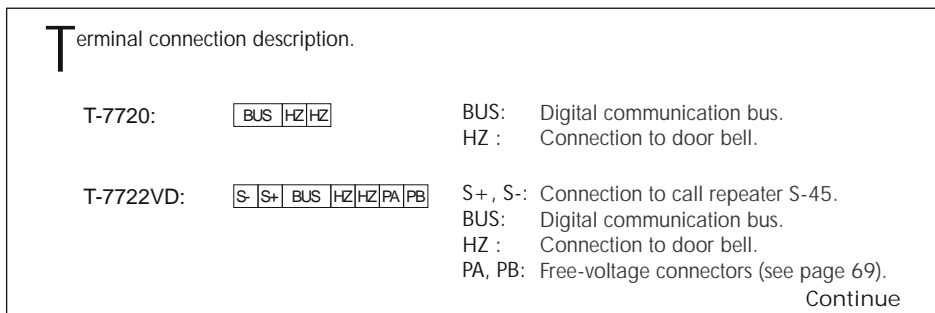 Terminal connection description.
T-7720: BUS HZ HZ BUS: Digital communication bus.
HZ : Connection to door bell.
T-7722VD: S- S+ BUS HZ HZ PA PB S+, S-: Connection to call repeater S-45.
BUS: Digital communication bus.
HZ : Connection to door bell.
PA, PB: Free-voltage connectors (see page 69).
Continue